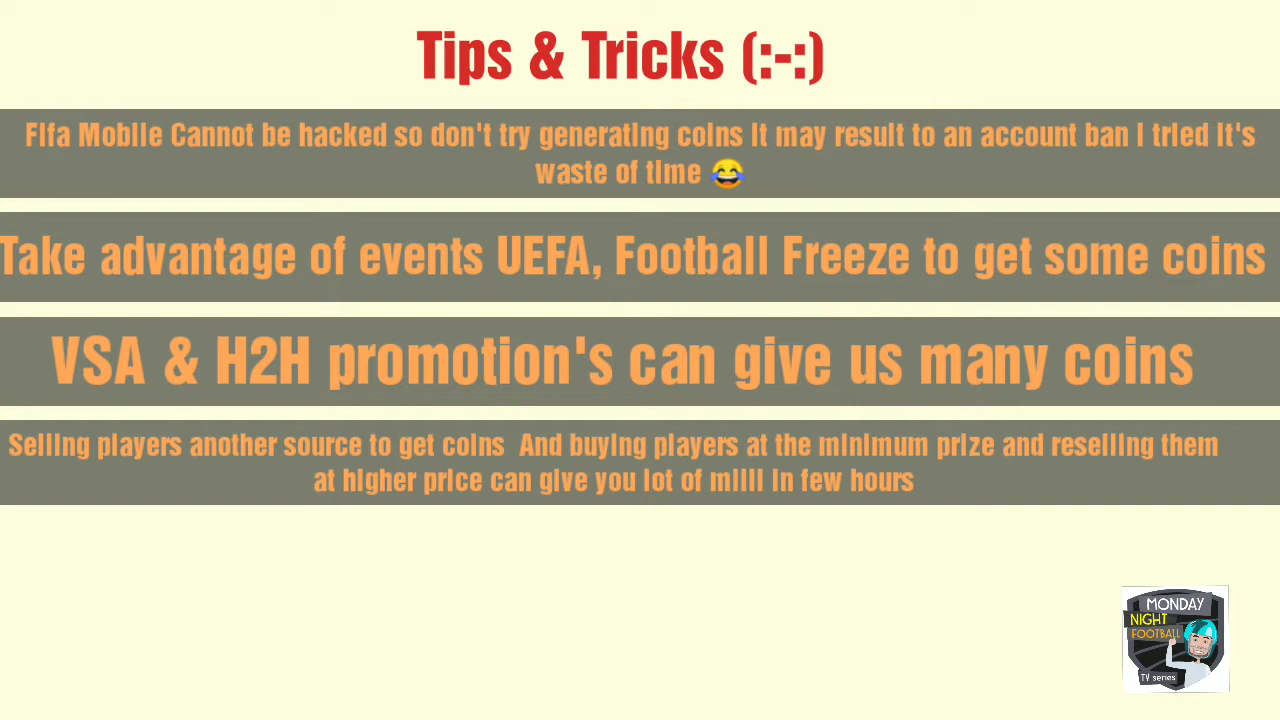 Tips & Tricks (:-:)
Fifa Mobile Cannot be hacked so don't try generating coins it may result to an account ban I tried it's
waste of time 😂
Take advantage of events UEFA, Football Freeze to get some coins
VSA & H2H promotion's can give us many coins
Selling players another source to get coins And buying players at the minimum prize and reselling them
at higher price can give you lot of milli in few hours
MONDAY
NIGHT
FOOTBALL
TV series